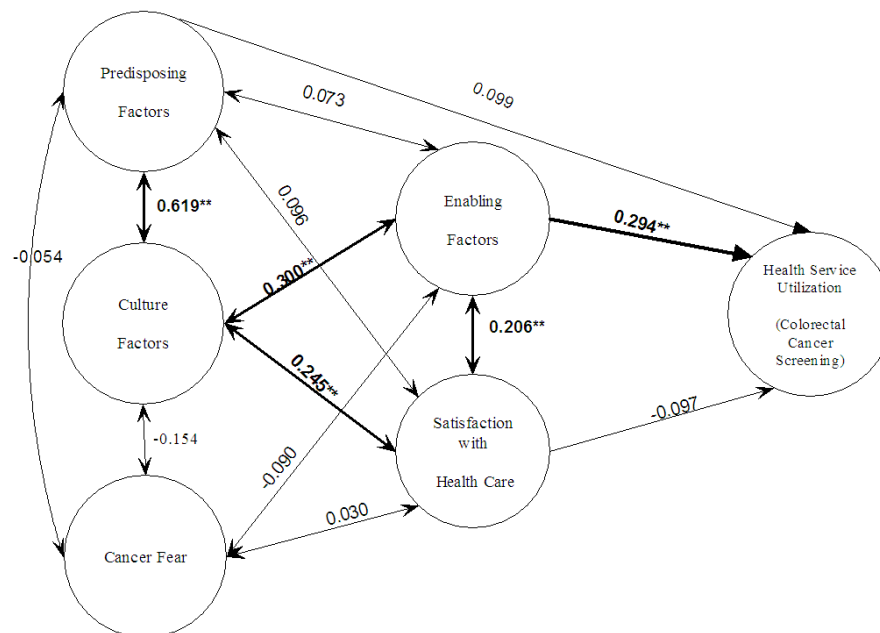 Predisposing
Factors
0.099
0.073
0.619**
0.096
Enabling
Factors
0.294**
-0.054
Culture
Factors
0.300**
0.245**
0.206**
Health Service
Utilization
(Colorectal
Cancer
Screening)
-0.154
-0.090
Satisfaction
with
Health Care
-0.097
0.030
Cancer Fear